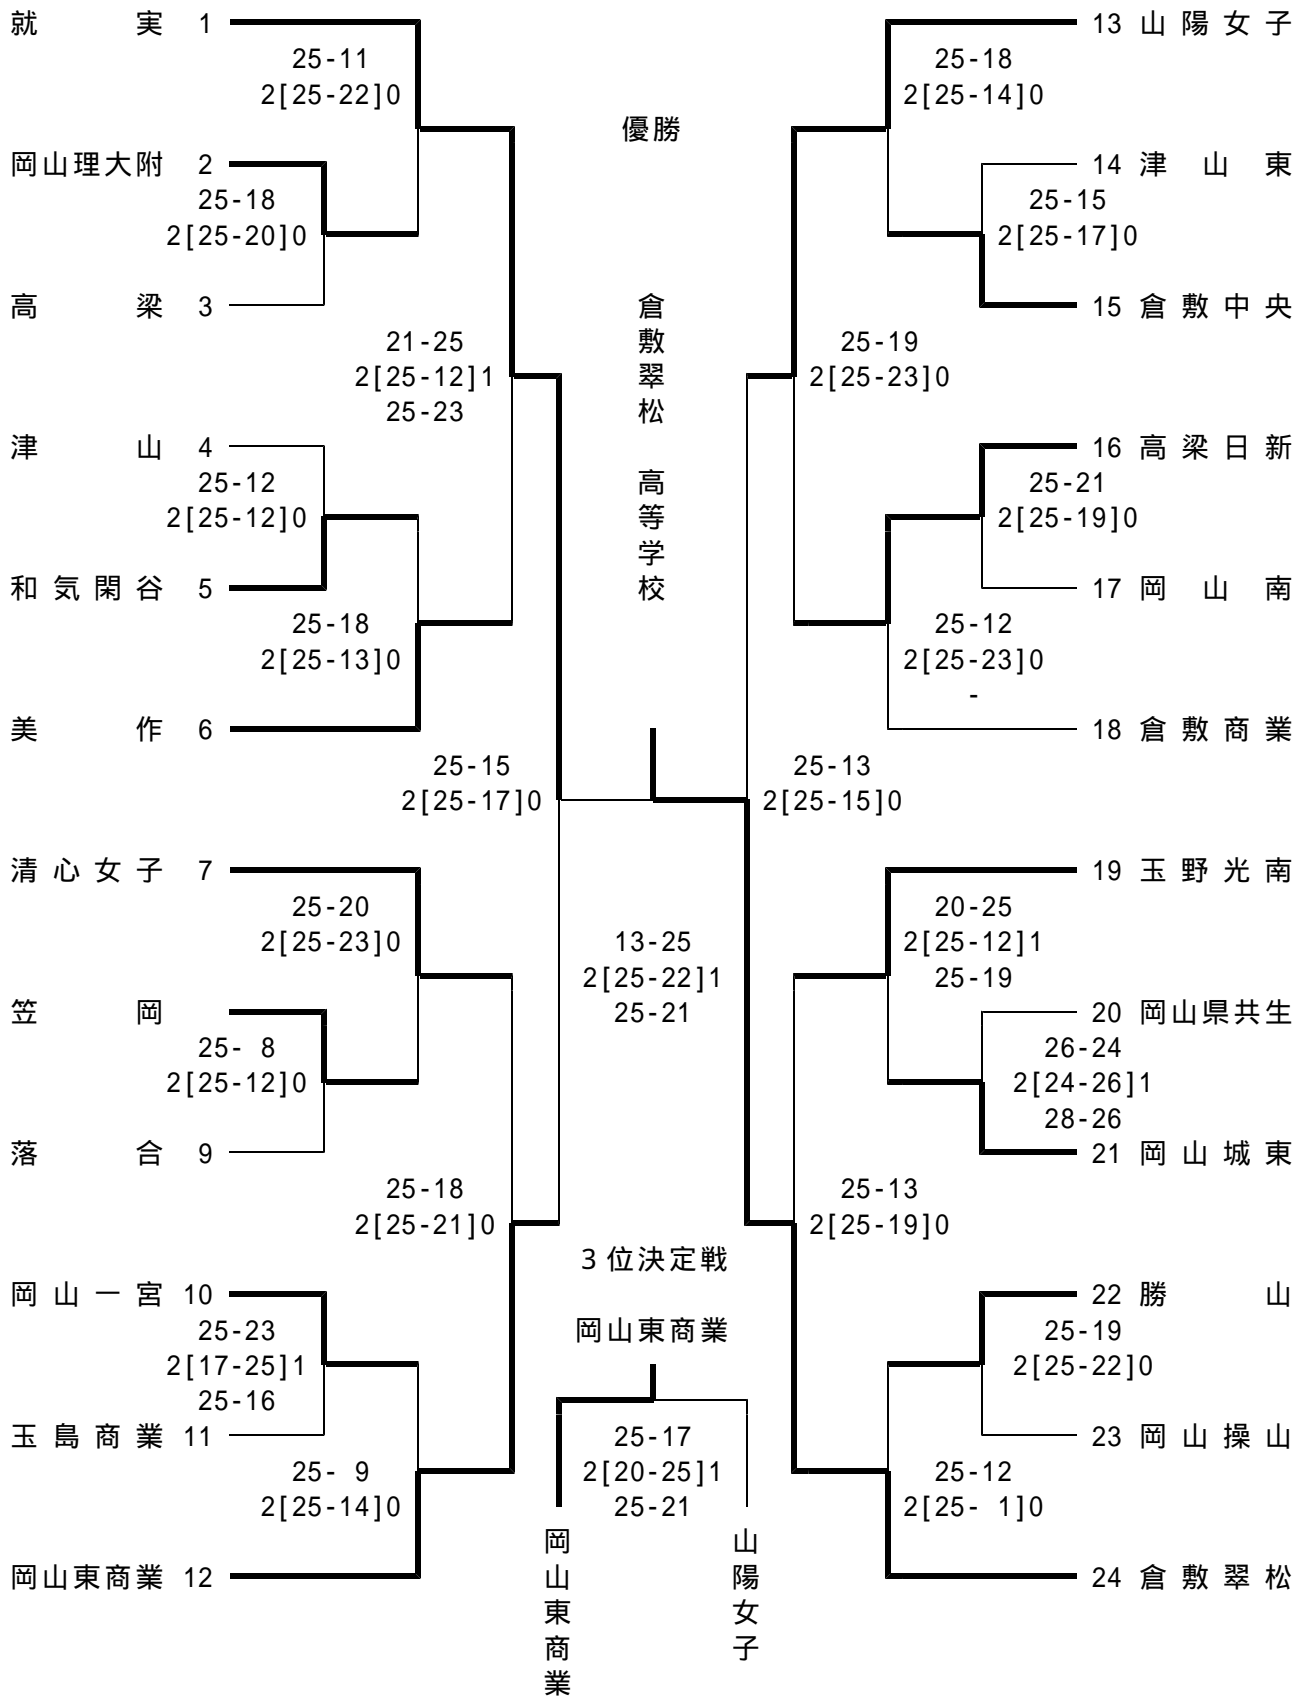 就実 1
25-11
2[25-22]0
岡山理大附 2
25-18
2[25-20]0
高梁 3
21-25
2[25-12]1
25-23
津山 4
25-12
2[25-12]0
和気閑谷 5
25-18
2[25-13]0
美作 6
25-15
2[25-17]0
清心女子 7
25-20
2[25-23]0
笠岡
25- 8
2[25-12]0
落合 9
25-18
2[25-21]0
岡山一宮 10
25-23
2[17-25]1
25-16
玉島商業 11
25- 9
2[25-14]0
岡山東商業 12
優勝
倉敷翠松 高等学校
13-25
2[25-22]1
25-21
3位決定戦
岡山東商業
25-17
2[20-25]1
25-21
岡山東商業
山陽女子
13 山陽女子
25-18
2[25-14]0
14 津山東
25-15
2[25-17]0
15 倉敷中央
25-19
2[25-23]0
16 高梁日新
25-21
2[25-19]0
17 岡山南
25-12
2[25-23]0
-
18 倉敷商業
25-13
2[25-15]0
19 玉野光南
20-25
2[25-12]1
25-19
20 岡山県共生
26-24
2[24-26]1
28-26
21 岡山城東
25-13
2[25-19]0
22 勝山
25-19
2[25-22]0
23 岡山操山
25-12
2[25- 1]0
24 倉敷翠松